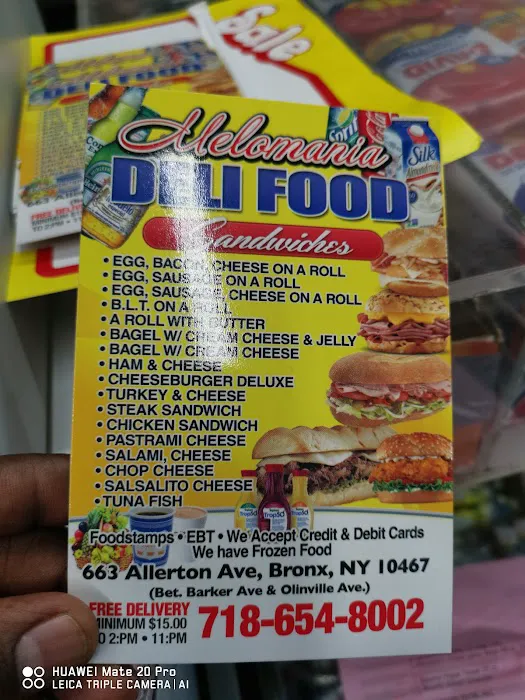 Sale
DELI FOOD
Melomania
Sprite
Silk
DELI FOOD
Sandwiches
• EGG, BACON, CHEESE ON A ROLL
• EGG, SAUSAGE ON A ROLL
• EGG, SAUSAGE, CHEESE ON A ROLL
• B.L.T. ON A ROLL
• A ROLL WITH BUTTER
• BAGEL W/ CREAM CHEESE & JELLY
• BAGEL W/ CREAM CHEESE
• HAM & CHEESE
• CHEESEBURGER DELUXE
• TURKEY & CHEESE
• STEAK SANDWICH
• CHICKEN SANDWICH
• PASTRAMI CHEESE
• SALAMI, CHEESE
• CHOP CHEESE
• SALSALITO CHEESE
• TUNA FISH
Foodstamps • EBT • We Accept Credit & Debit Cards
We have Frozen Food
663 Allerton Ave, Bronx, NY 10467
(Bet. Barker Ave & Olinville Ave.)
FREE DELIVERY
MINIMUM $15.00
O 2:PM • 11:PM
718-654-8002
HUAWEI Mate 20 Pro
LEICA TRIPLE CAMERA | AI